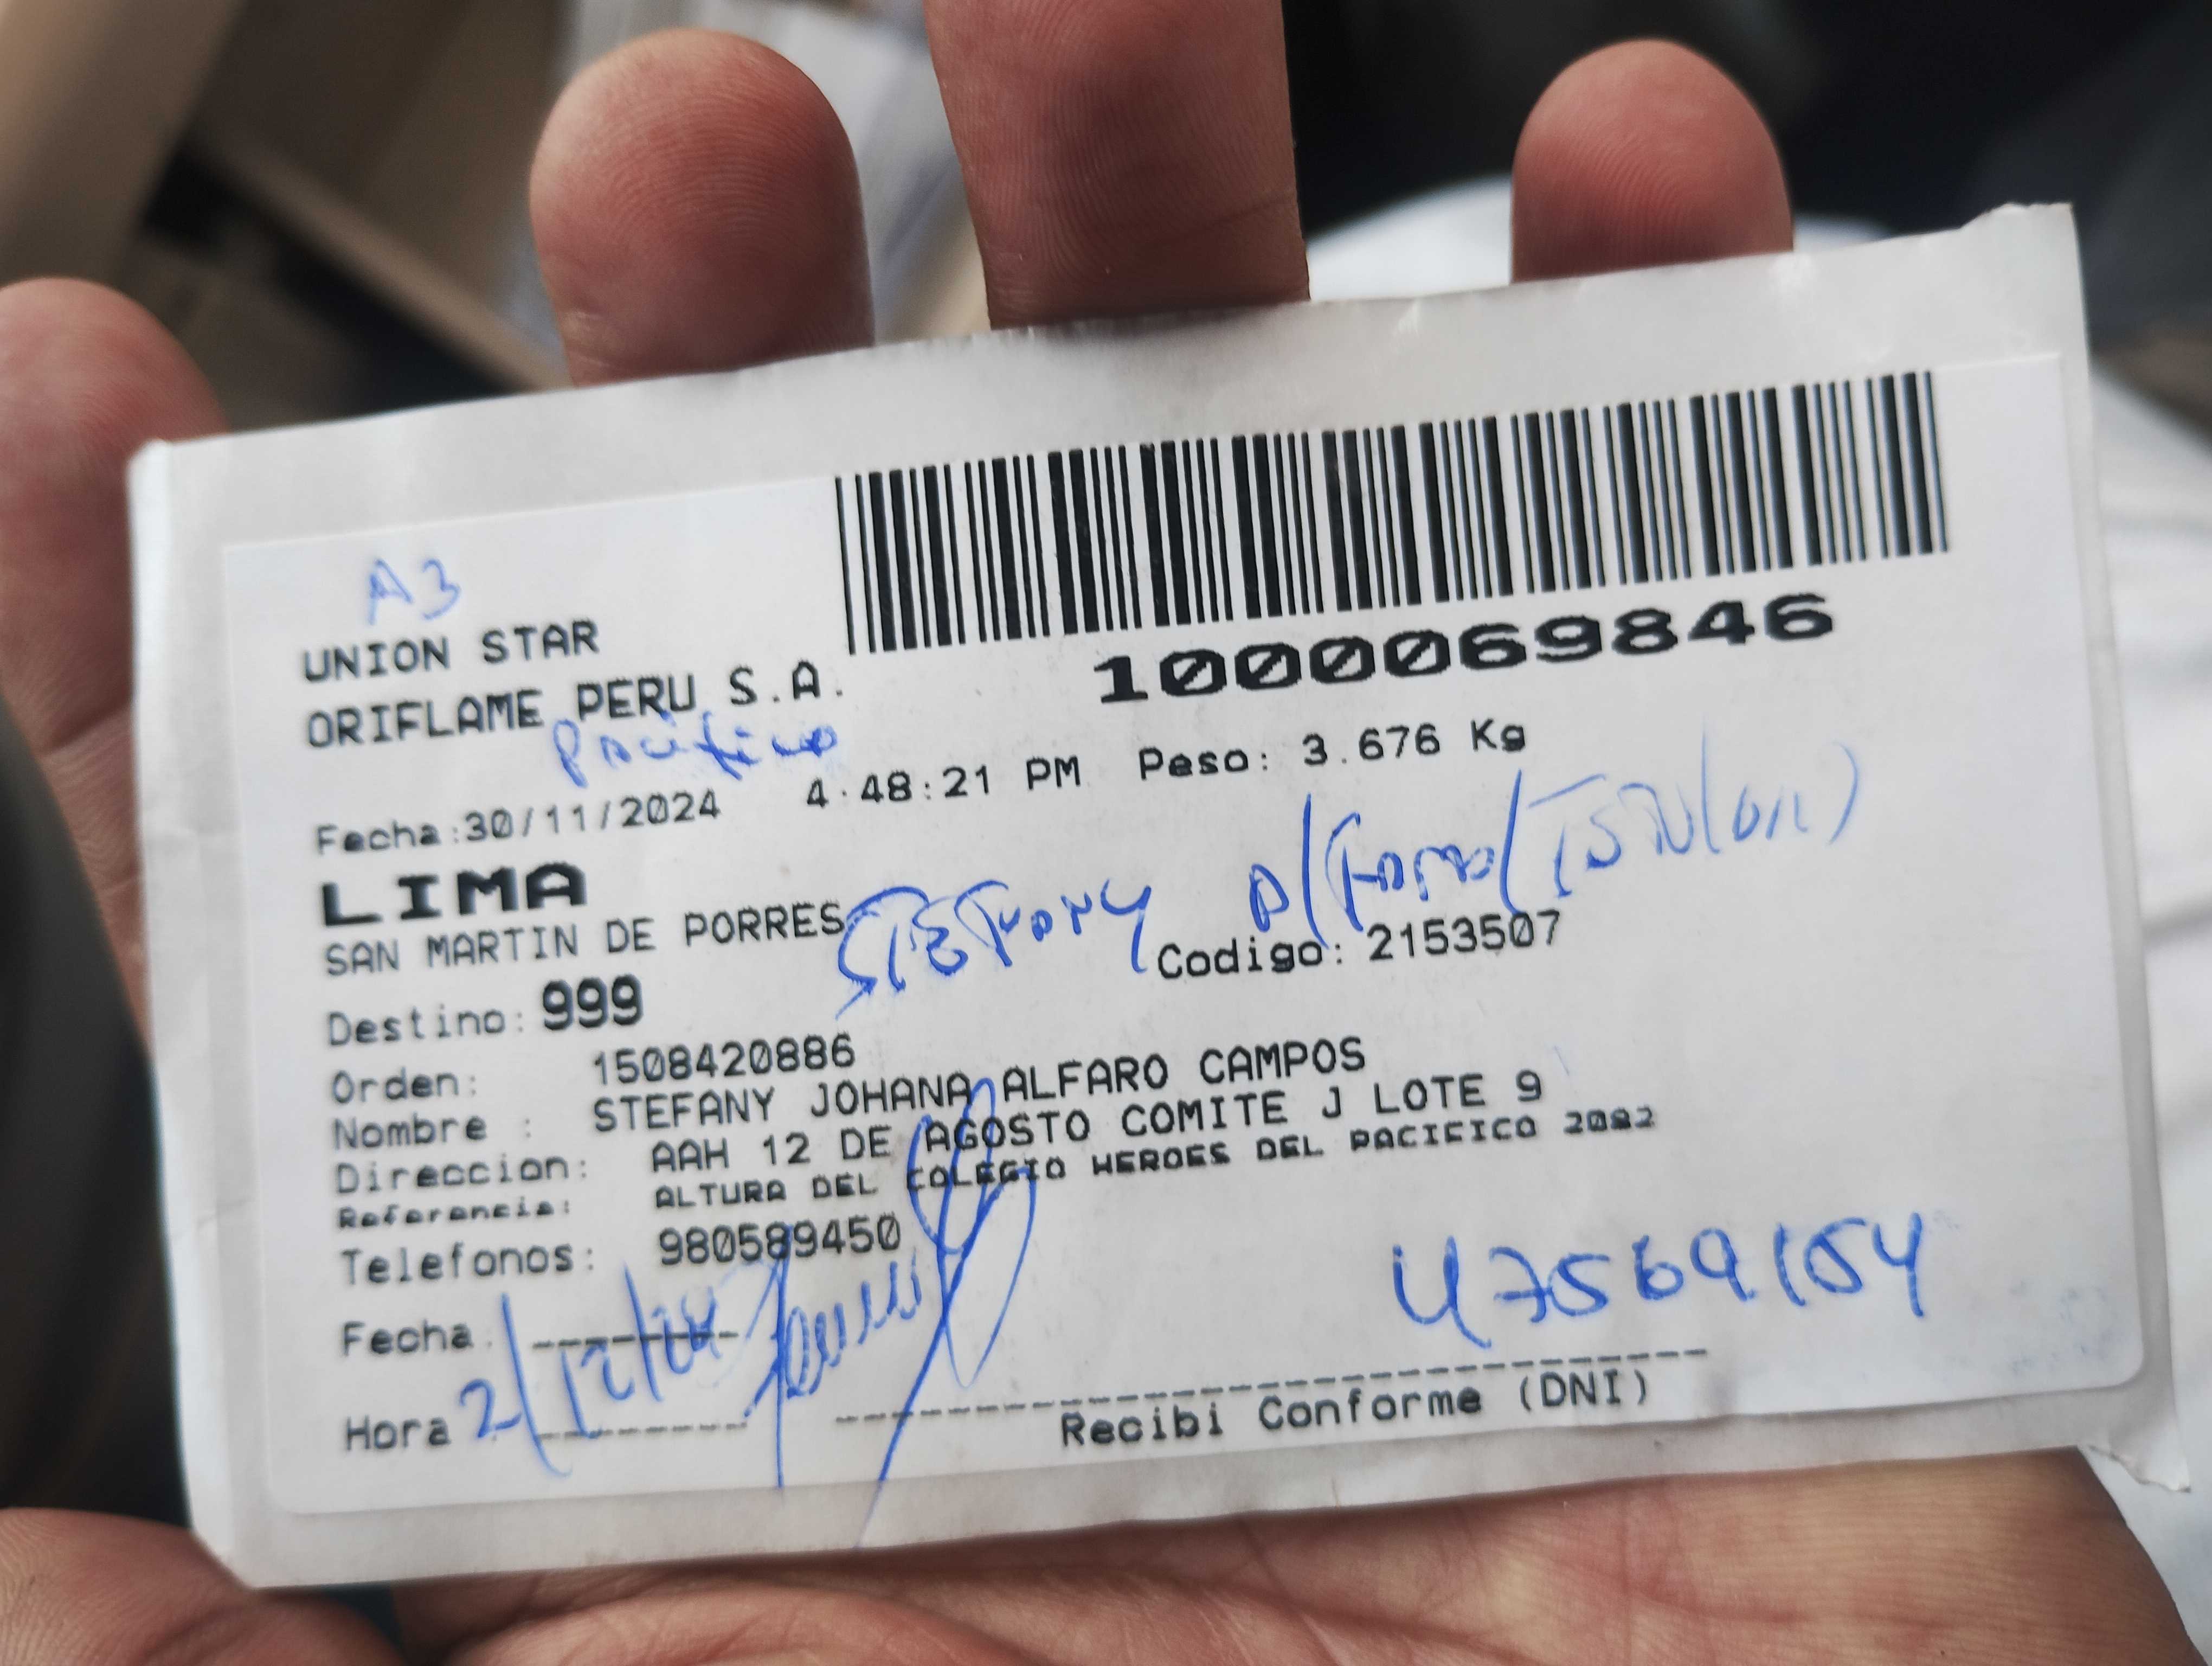 A3
UNION STAR
ORIFLAME PERU S.A.
1000069846
Pacifico
Fecha:30/11/2024 4:48:21 PM Peso: 3.676 Kg
LIMA
SAN MARTIN DE PORRES
STEFANY
Destino: 999 Codigo: 2153507
Orden: 1508420886
Nombre : STEFANY JOHANA ALFARO CAMPOS
Direccion: AAH 12 DE AGOSTO COMITE J LOTE 9
Referencia: ALTURA DEL COLEGIO HEROES DEL PACIFICO 2082
Telefonos: 980589450
47569154
Fecha:
2/12/24
Hora
Recibi Conforme (DNI)